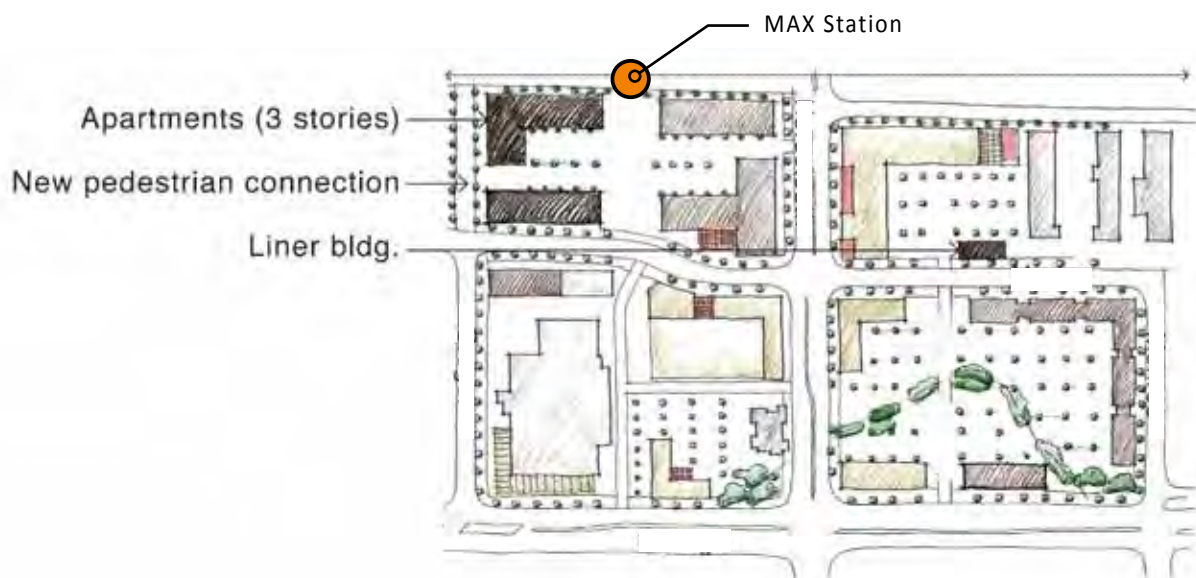 MAX Station
Apartments (3 stories)
New pedestrian connection
Liner bldg.